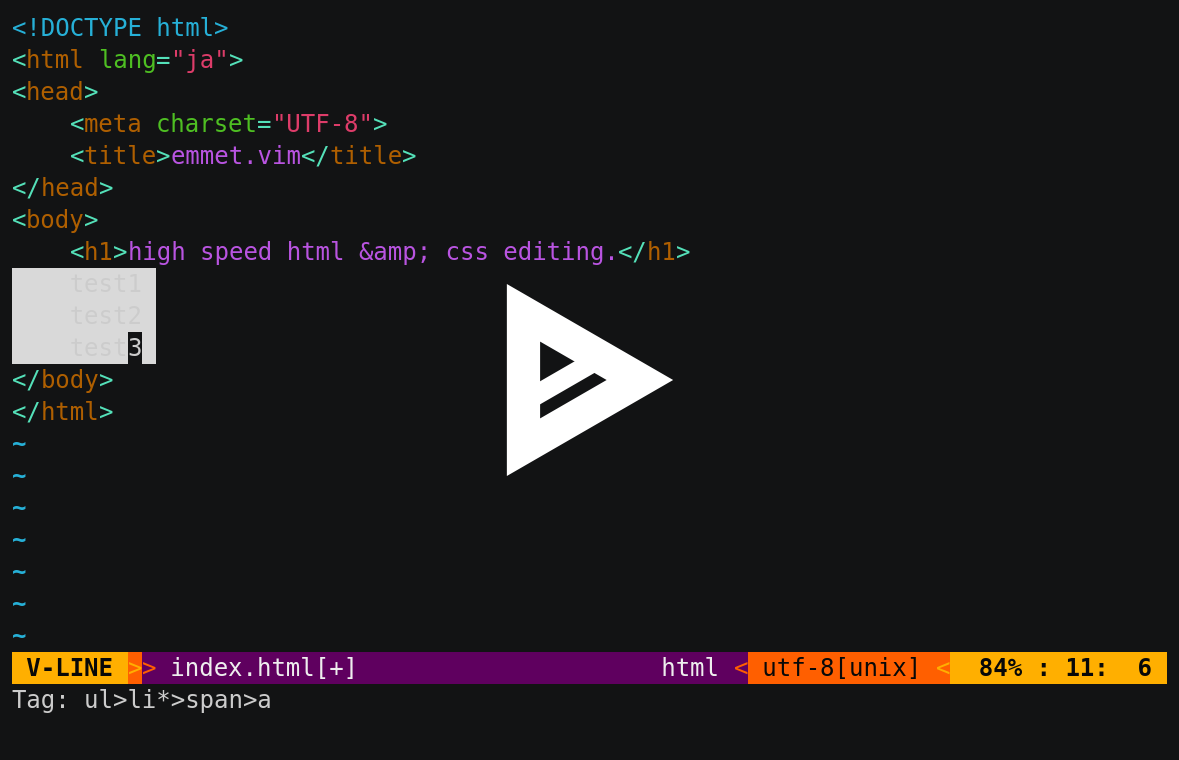 <!DOCTYPE html>
<html lang="ja">
<head>
    <meta charset="UTF-8">
    <title>emmet.vim</title>
</head>
<body>
    <h1>high speed html &amp; css editing.</h1>
    test1
    test2
    test3
</body>
</html>
~
~
~
~
~
~
~
V-LINE >> index.html[+] html < utf-8[unix] < 84% : 11:  6
Tag: ul>li*>span>a